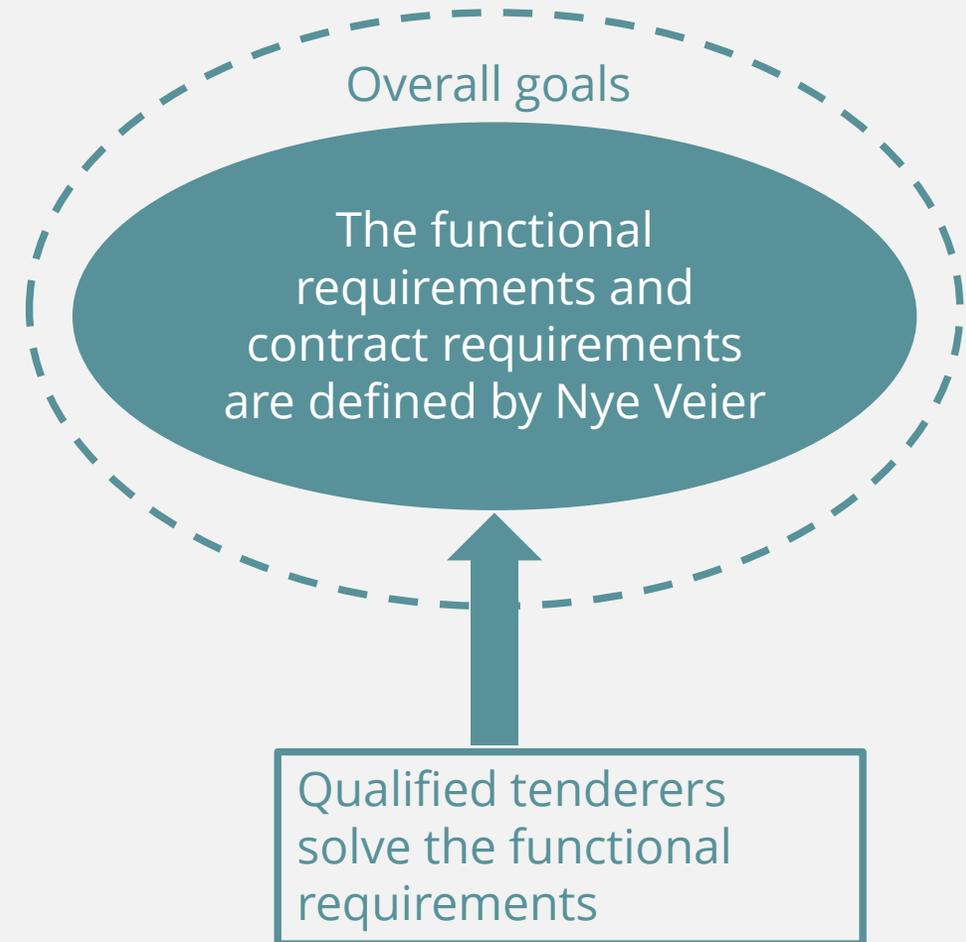 Overall goals
The functional
requirements and
contract requirements
are defined by Nye Veier
Qualified tenderers
solve the functional
requirements